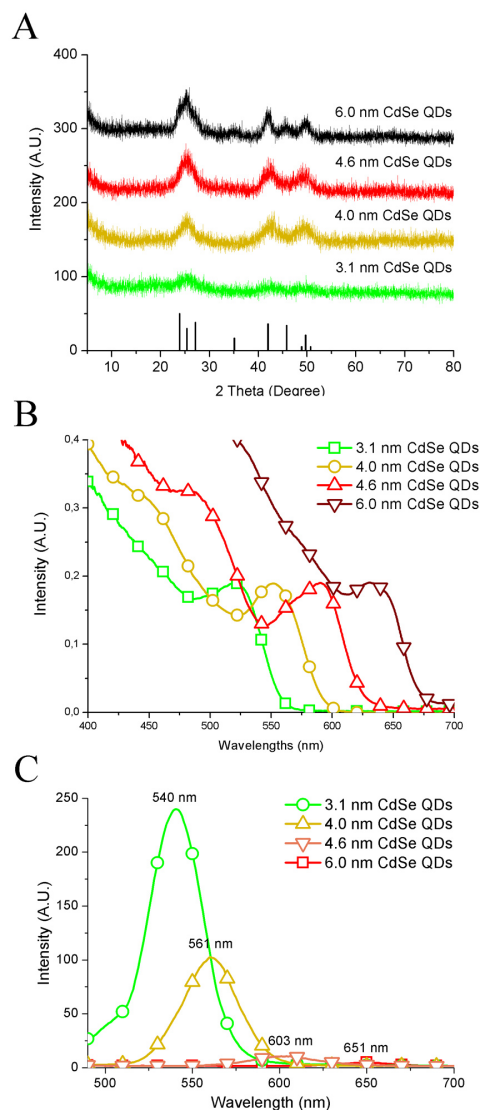 A
400
300
200
100
0
Intensity (A.U.)
6.0 nm CdSe QDs
4.6 nm CdSe QDs
4.0 nm CdSe QDs
3.1 nm CdSe QDs
10 20 30 40 50 60 70 80
2 Theta (Degree)
B
0,4
0,3
0,2
0,1
0,0
Intensity (A.U.)
3.1 nm CdSe QDs
4.0 nm CdSe QDs
4.6 nm CdSe QDs
6.0 nm CdSe QDs
400 450 500 550 600 650 700
Wavelengths (nm)
C
250
200
150
100
50
0
Intensity (A.U.)
540 nm
561 nm
603 nm
651 nm
3.1 nm CdSe QDs
4.0 nm CdSe QDs
4.6 nm CdSe QDs
6.0 nm CdSe QDs
500 550 600 650 700
Wavelength (nm)